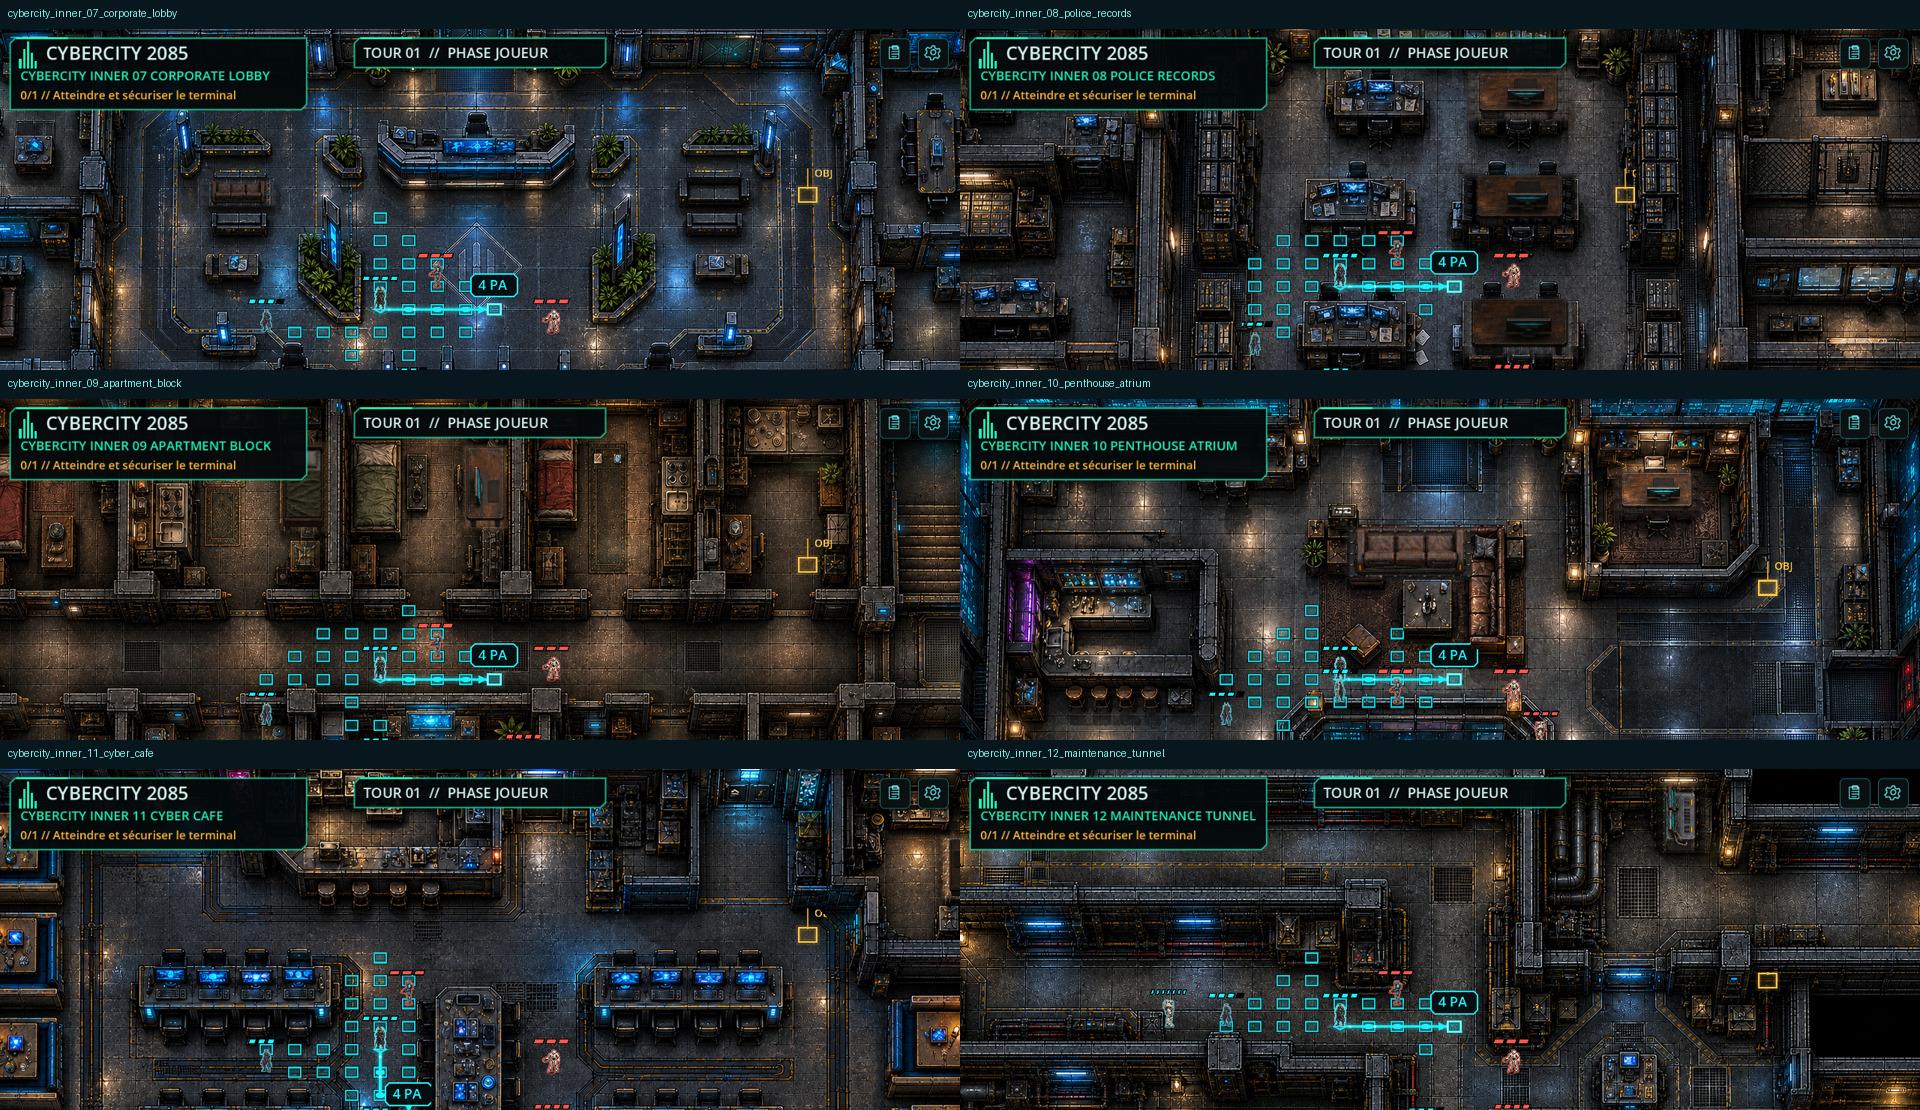 cybercity_inner_07_corporate_lobby
CYBERCITY 2085
CYBERCITY INNER 07 CORPORATE LOBBY
0/1 // Atteindre et sécuriser le terminal
TOUR 01 // PHASE JOUEUR
OBJ
4 PA
cybercity_inner_08_police_records
CYBERCITY 2085
CYBERCITY INNER 08 POLICE RECORDS
0/1 // Atteindre et sécuriser le terminal
TOUR 01 // PHASE JOUEUR
4 PA
cybercity_inner_09_apartment_block
CYBERCITY 2085
CYBERCITY INNER 09 APARTMENT BLOCK
0/1 // Atteindre et sécuriser le terminal
TOUR 01 // PHASE JOUEUR
OBJ
4 PA
cybercity_inner_10_penthouse_atrium
CYBERCITY 2085
CYBERCITY INNER 10 PENTHOUSE ATRIUM
0/1 // Atteindre et sécuriser le terminal
TOUR 01 // PHASE JOUEUR
OBJ
4 PA
cybercity_inner_11_cyber_cafe
CYBERCITY 2085
CYBERCITY INNER 11 CYBER CAFE
0/1 // Atteindre et sécuriser le terminal
TOUR 01 // PHASE JOUEUR
4 PA
cybercity_inner_12_maintenance_tunnel
CYBERCITY 2085
CYBERCITY INNER 12 MAINTENANCE TUNNEL
0/1 // Atteindre et sécuriser le terminal
TOUR 01 // PHASE JOUEUR
4 PA